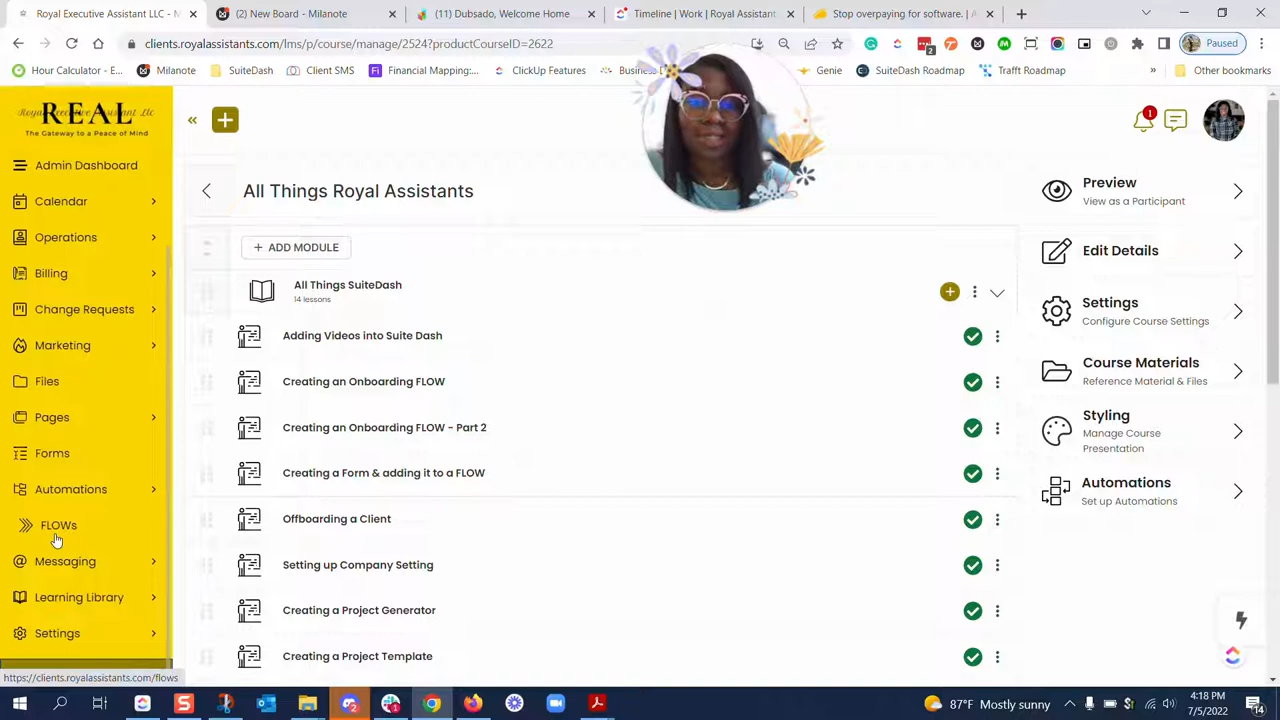 Royal Executive Assistant LLC -
(2) New Board - Milanote
(11) Dubsado, Welcome Home
Timeline | Work | Royal Assistant
Stop overpaying for software. | A
clients.royalassistants.com/lmrp/course/manage/2524?productCourseID=2622
2
Paused
Hour Calculator - E...
Milanote
SuiteDash
Client SMS
Financial Mapping:...
ClickUp Features
Genie
SuiteDash Roadmap
Trafft Roadmap
»
Other bookmarks
REAL
Royal Executive Assistant Llc
The Gateway to a Peace of Mind
«
+
1
Admin Dashboard
Calendar
Operations
Billing
Change Requests
Marketing
Files
Pages
Forms
Automations
FLOWs
Messaging
Learning Library
Settings
https://clients.royalassistants.com/flows
All Things Royal Assistants
+ ADD MODULE
All Things SuiteDash
14 lessons
Adding Videos into Suite Dash
Creating an Onboarding FLOW
Creating an Onboarding FLOW - Part 2
Creating a Form & adding it to a FLOW
Offboarding a Client
Setting up Company Setting
Creating a Project Generator
Creating a Project Template
Preview
View as a Participant
Edit Details
Settings
Configure Course Settings
Course Materials
Reference Material & Files
Styling
Manage Course
Presentation
Automations
Set up Automations
87°F Mostly sunny
4:18 PM
7/5/2022